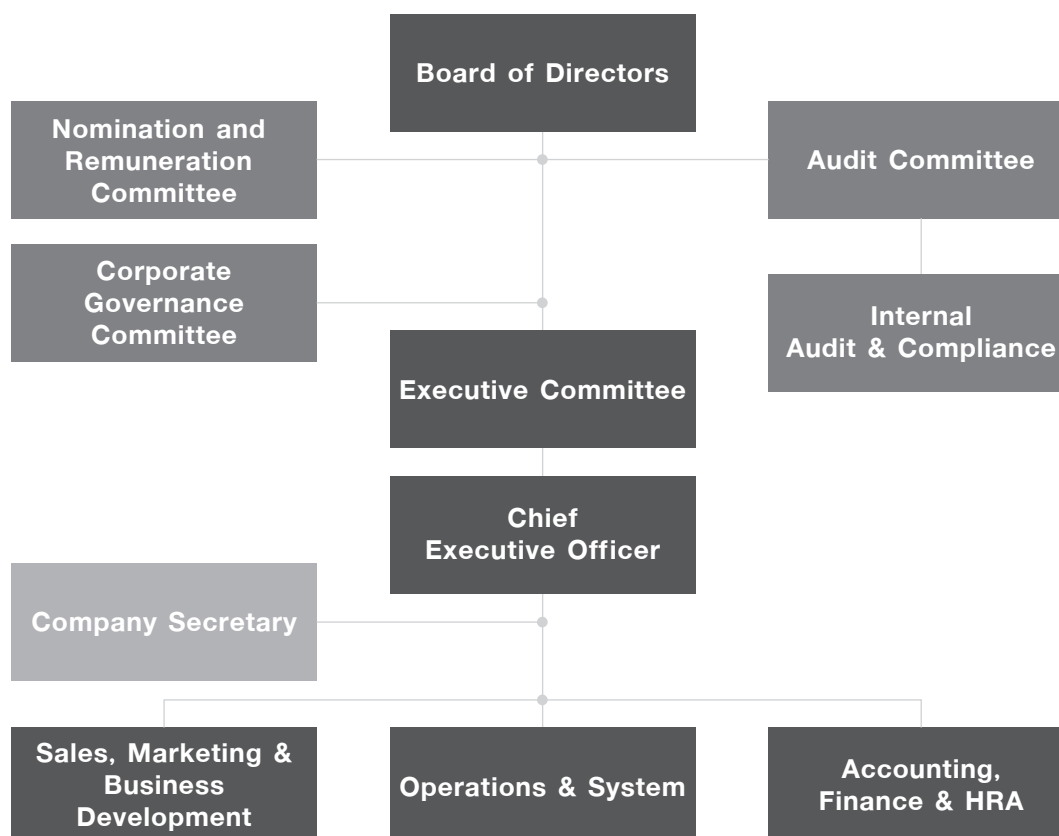 Board of Directors
Nomination and
Remuneration
Committee
Audit Committee
Corporate
Governance
Committee
Internal
Audit & Compliance
Executive Committee
Chief
Executive Officer
Company Secretary
Sales, Marketing &
Business
Development
Operations & System
Accounting,
Finance & HRA